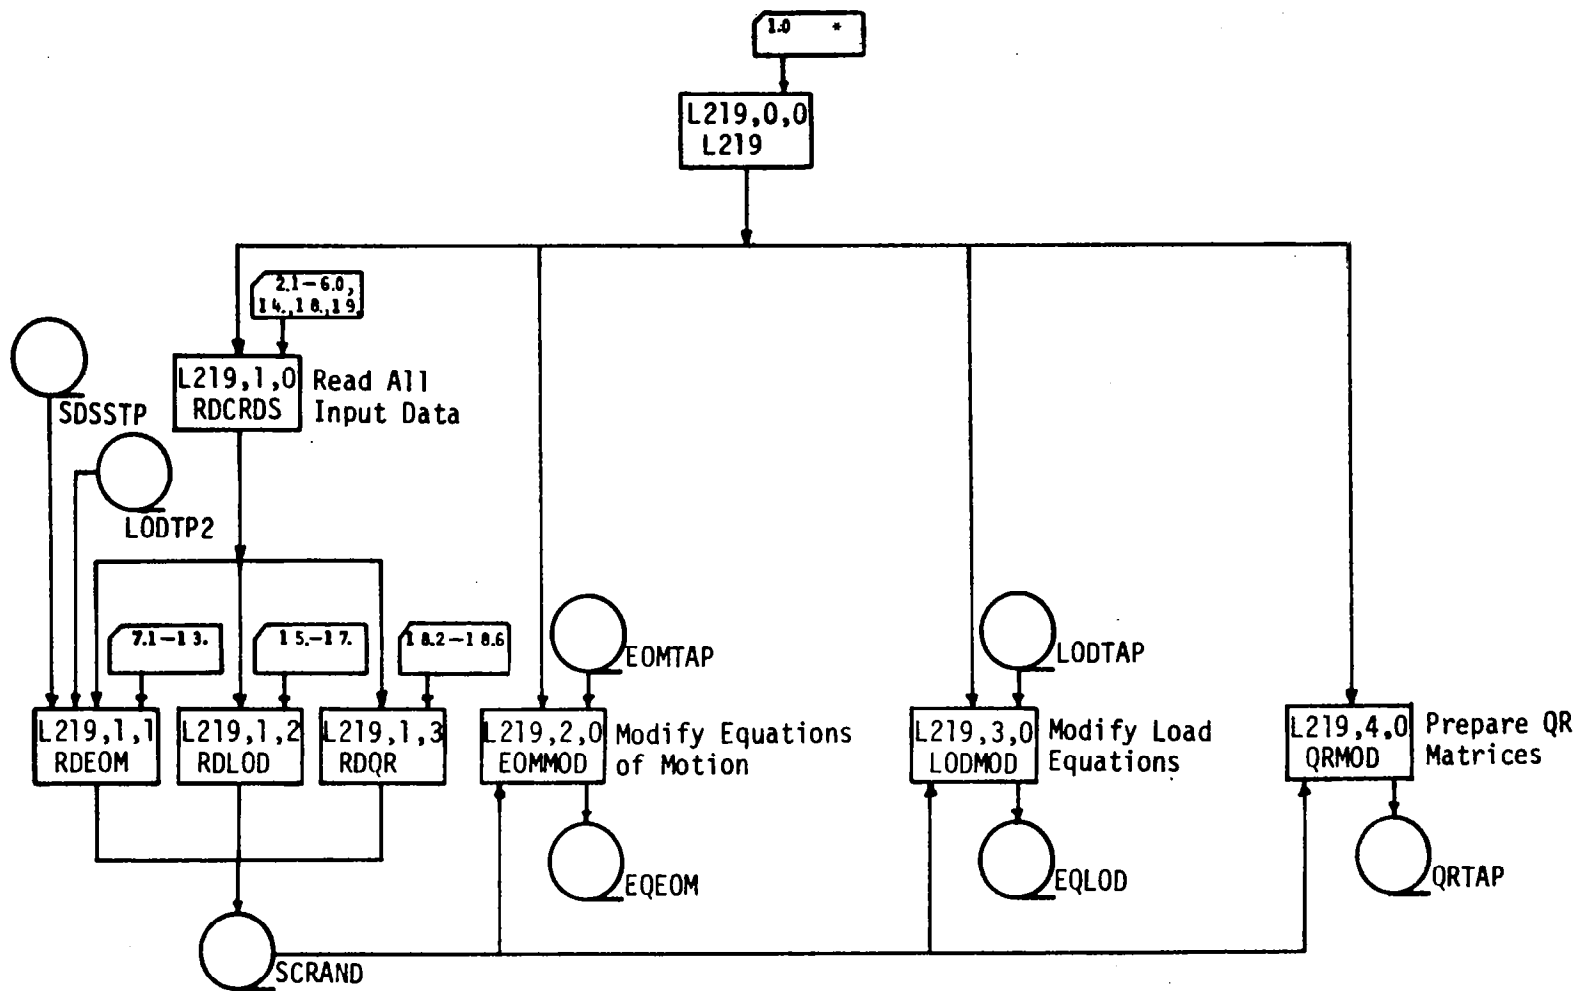 1.0 *
L219,0,0
L219
2.1-6.0,
14.,18.,19.
L219,1,0
RDCRDS
Read All
Input Data
SDSSTP
LODTP2
7.1-13.
15.-17.
18.2-18.6
L219,1,1
RDEOM
L219,1,2
RDLOD
L219,1,3
RDQR
EOMTAP
L219,2,0
EOMMOD
Modify Equations
of Motion
EQEOM
LODTAP
L219,3,0
LODMOD
Modify Load
Equations
EQLOD
L219,4,0
QRMOD
Prepare QR
Matrices
QRTAP
SCRAND